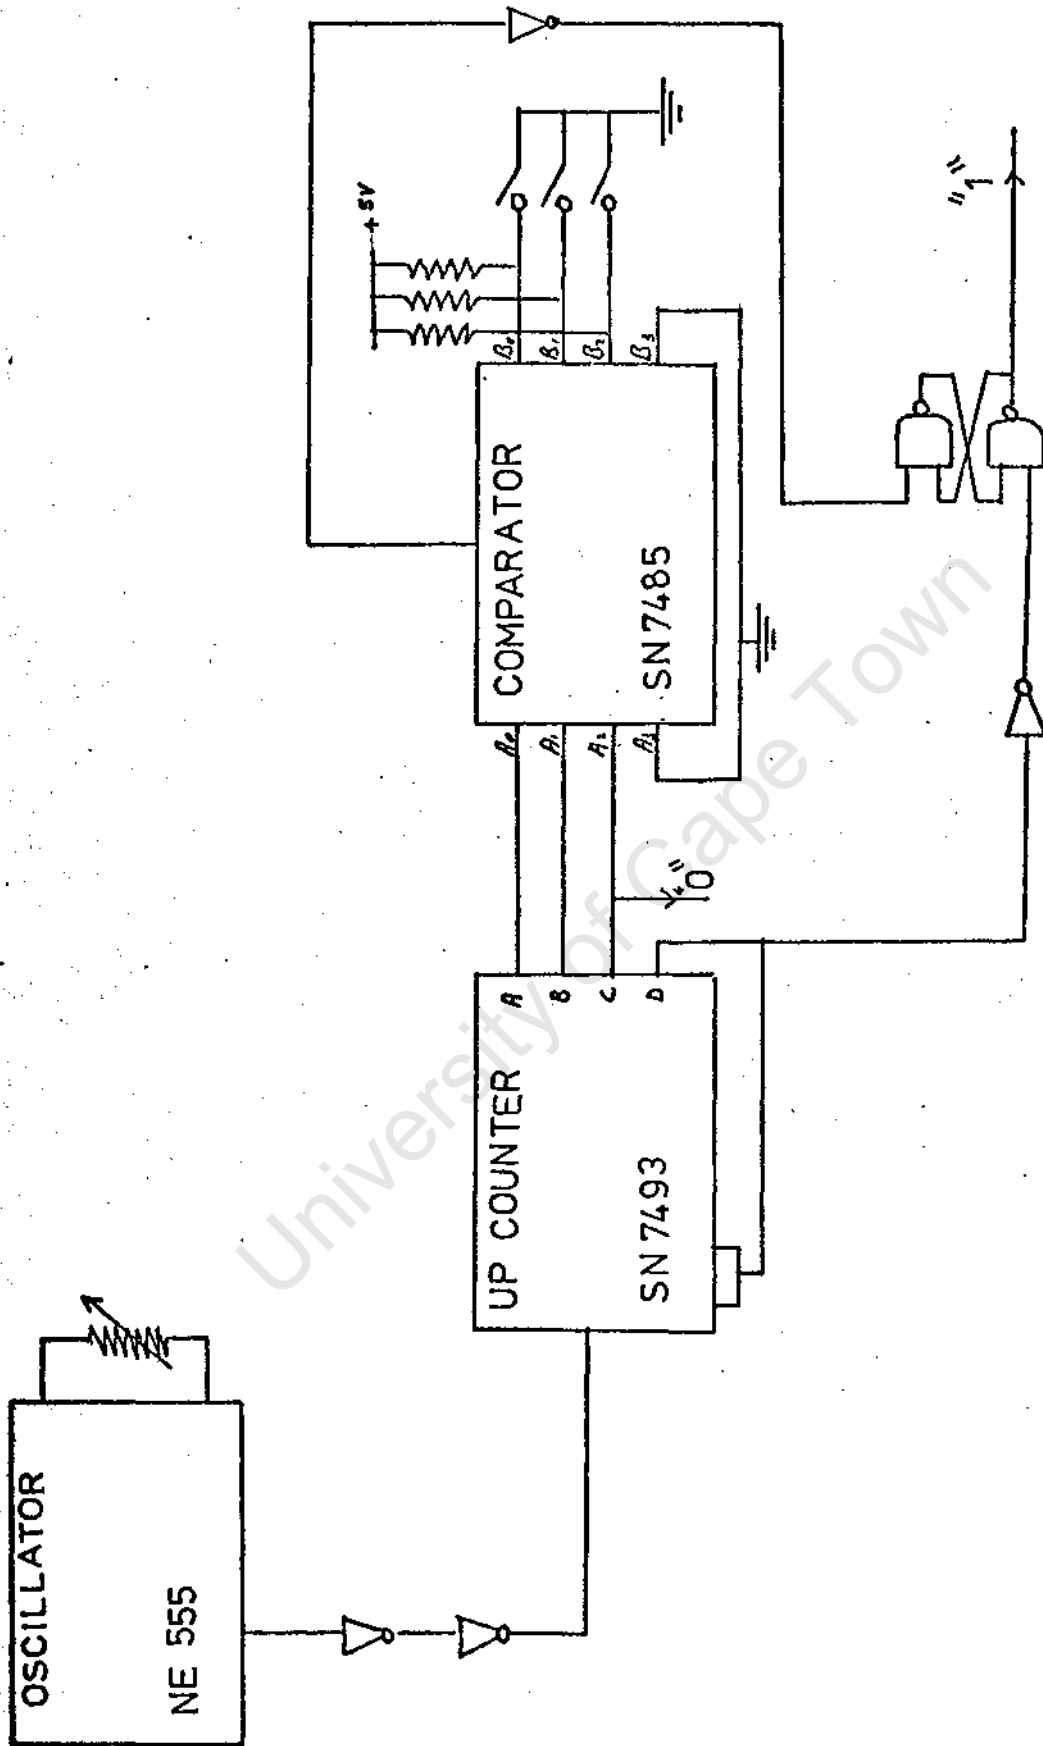 OSCILLATOR
NE 555
UP COUNTER
SN 7493
A
B
C
D
"0"
A₀
A₁
A₂
A₃
COMPARATOR
SN 7485
B₀
B₁
B₂
B₃
+ 5V
"1"
University of Cape Town